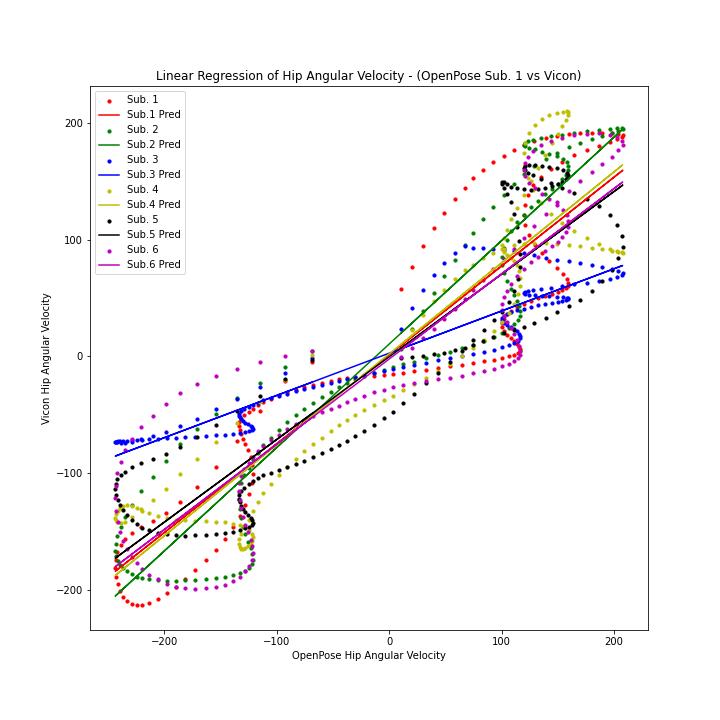 Linear Regression of Hip Angular Velocity - (OpenPose Sub. 1 vs Vicon)
Sub. 1
Sub.1 Pred
Sub. 2
Sub.2 Pred
Sub. 3
Sub.3 Pred
Sub. 4
Sub.4 Pred
Sub. 5
Sub.5 Pred
Sub. 6
Sub.6 Pred
200
100
0
−100
−200
Vicon Hip Angular Velocity
−200
−100
0
100
200
OpenPose Hip Angular Velocity